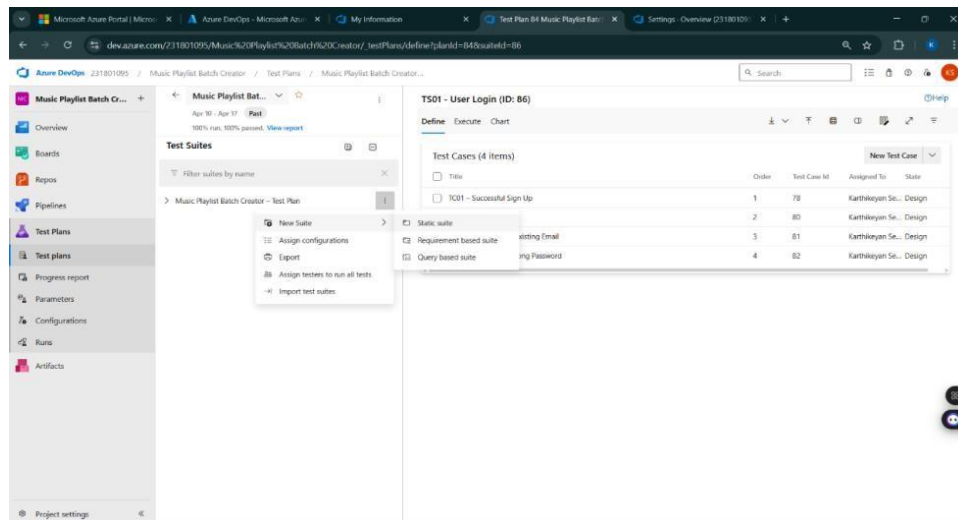 Microsoft Azure Portal | Micros
Azure DevOps - Microsoft Azur
My Information
Test Plan 84 Music Playlist Batc
Settings - Overview (231801095)
dev.azure.com/231801095/Music%20Playlist%20Batch%20Creator/_testPlans/define?planId=84&suiteId=86
K
Azure DevOps 231801095 / Music Playlist Batch Creator / Test Plans / Music Playlist Batch Creator...
Search
KS
Music Playlist Batch Cr... +
Overview
Boards
Repos
Pipelines
Test Plans
Test plans
Progress report
Parameters
Configurations
Runs
Artifacts
Project settings
Music Playlist Bat...
Apr 10 - Apr 17 Past
100% run, 100% passed. View report
Test Suites
Filter suites by name
Music Playlist Batch Creator – Test Plan
New Suite
Assign configurations
Export
Assign testers to run all tests
Import test suites
Static suite
Requirement based suite
Query based suite
TS01 - User Login (ID: 86)
Help
Define Execute Chart
Test Cases (4 items)
New Test Case
Title Order Test Case Id Assigned To State
TC01 – Successful Sign Up 1 78 Karthikeyan Se... Design
2 80 Karthikeyan Se... Design
xisting Email 3 81 Karthikeyan Se... Design
ong Password 4 82 Karthikeyan Se... Design